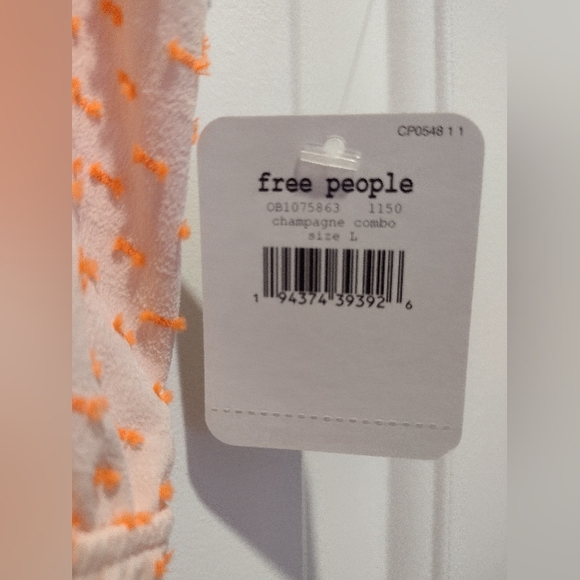 CP0548 1 1
free people
OB1075863 1150
champagne combo
size L
1 94374 39392 6